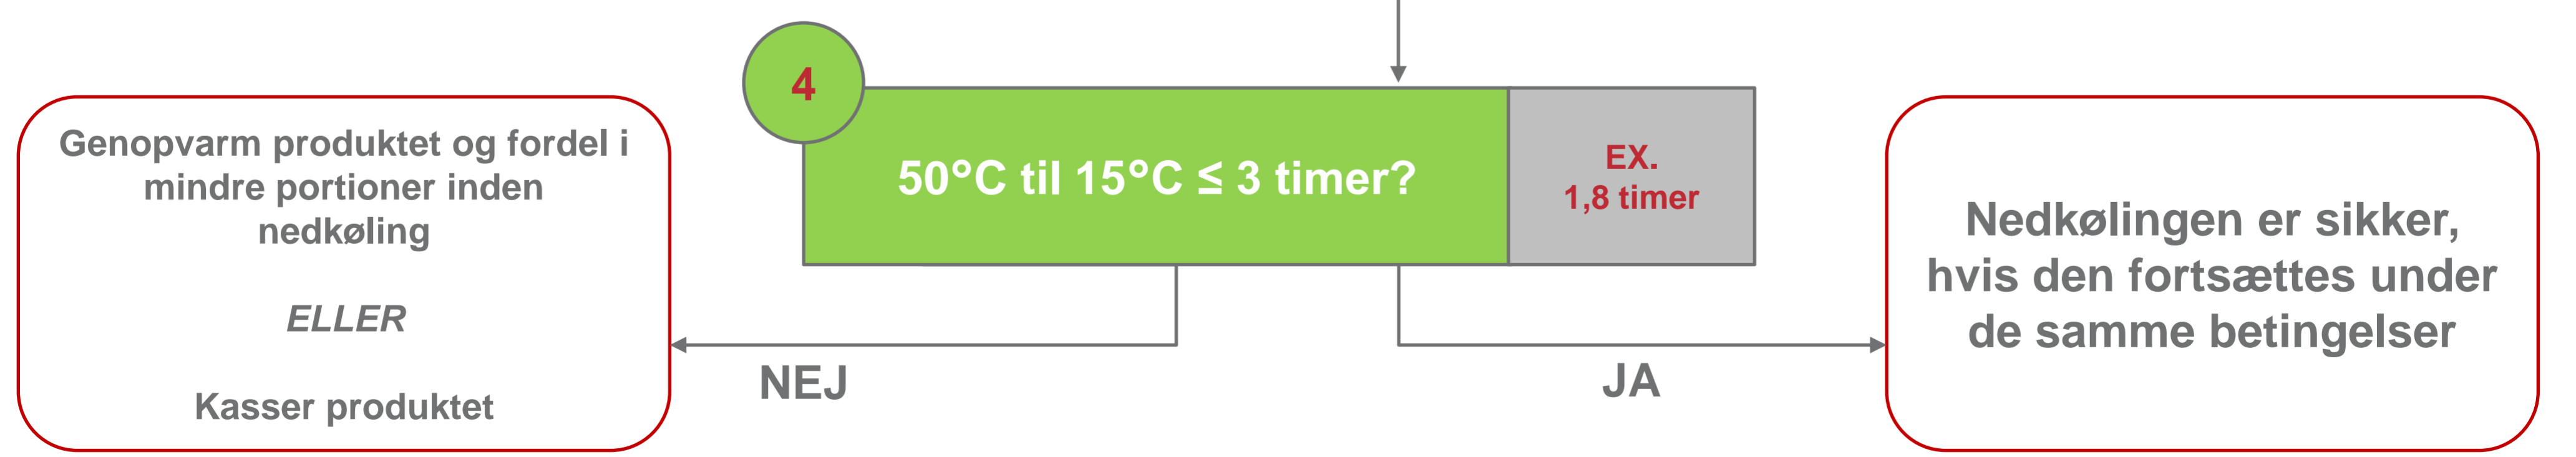 4
50°C til 15°C ≤ 3 timer?
EX.
1,8 timer
Genopvarm produktet og fordel i
mindre portioner inden
nedkøling
ELLER
Kasser produktet
NEJ
JA
Nedkølingen er sikker,
hvis den fortsættes under
de samme betingelser